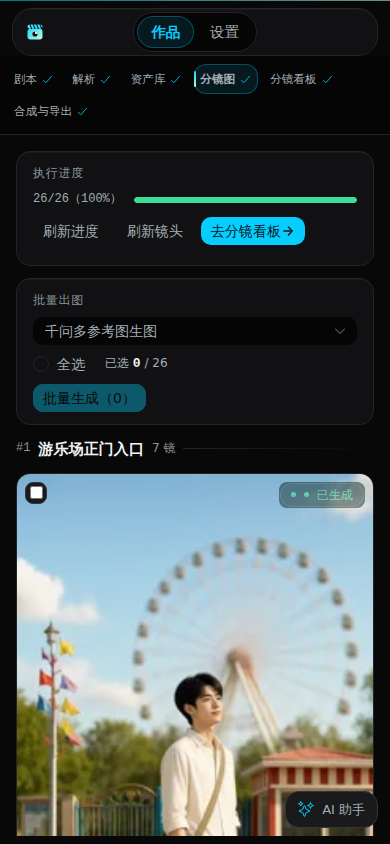 作品 设置
剧本 解析 资产库 分镜图 分镜看板
合成与导出
执行进度
26/26（100%）
刷新进度 刷新镜头 去分镜看板→
批量出图
千问多参考图生图
全选 已选 0 / 26
批量生成（0）
#1 游乐场正门入口 7 镜
已生成
AI 助手